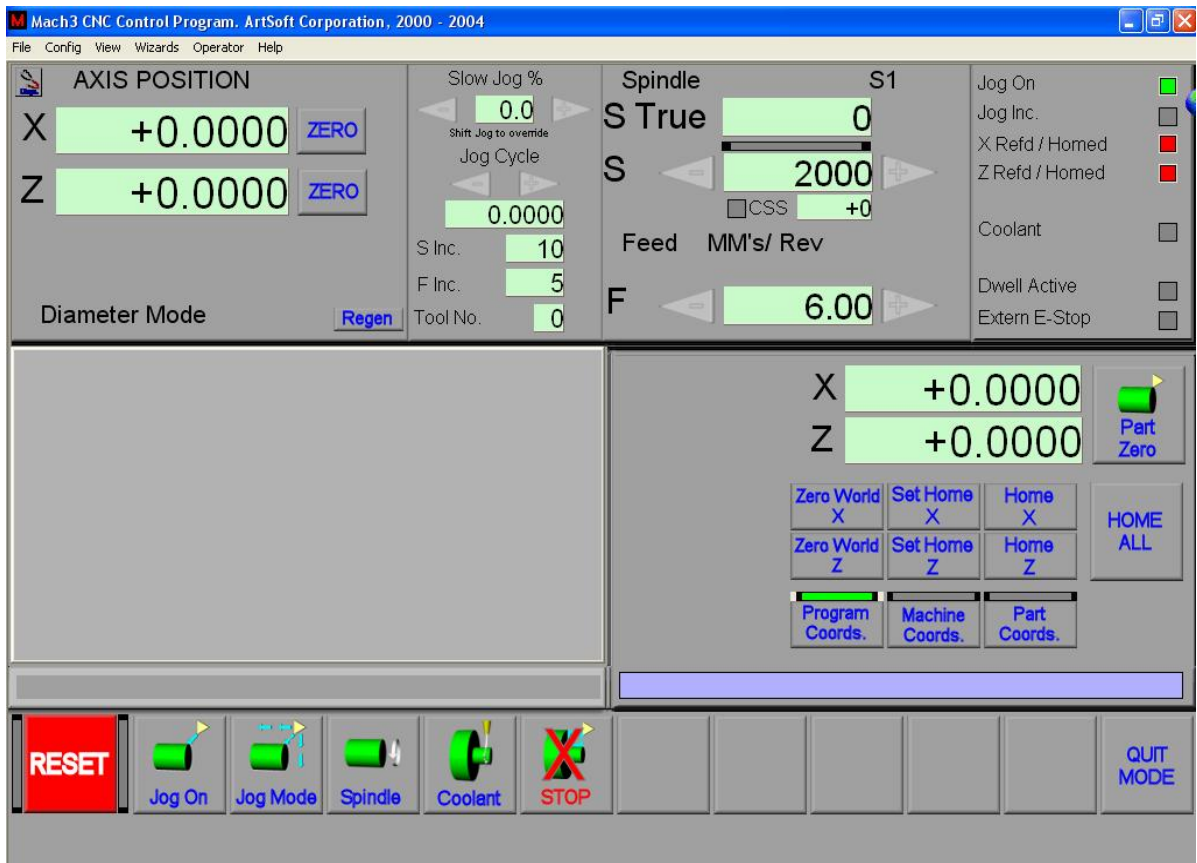 M Mach3 CNC Control Program. ArtSoft Corporation, 2000 - 2004
File Config View Wizards Operator Help
AXIS POSITION
X +0.0000 ZERO
Z +0.0000 ZERO
Diameter Mode Regen
Slow Jog %
0.0
Shift Jog to override
Jog Cycle
0.0000
S Inc. 10
F Inc. 5
Tool No. 0
Spindle S1
S True 0
S 2000
CSS +0
Feed MM's/ Rev
F 6.00
Jog On
Jog Inc.
X Refd / Homed
Z Refd / Homed
Coolant
Dwell Active
Extern E-Stop
X +0.0000
Z +0.0000
Part
Zero
Zero World
X
Set Home
X
Home
X
Zero World
Z
Set Home
Z
Home
Z
HOME
ALL
Program
Coords.
Machine
Coords.
Part
Coords.
RESET
Jog On
Jog Mode
Spindle
Coolant
STOP
QUIT
MODE